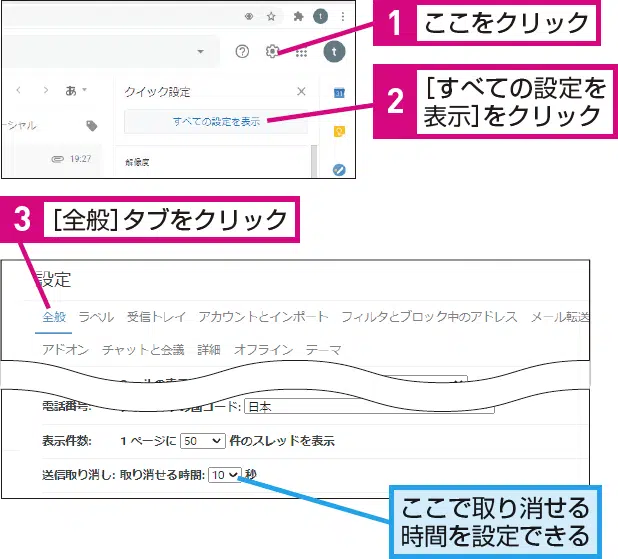 t
1 ここをクリック
t
あ
クイック設定
2 [すべての設定を
表示]をクリック
すべての設定を表示
31
ーシャル
19:27
解像度
3 [全般]タブをクリック
設定
全般 ラベル 受信トレイ アカウントとインポート フィルタとブロック中のアドレス メール転送
アドオン チャットと会議 詳細 オフライン テーマ
電話番号: コード: 日本
表示件数: 1 ページに 50 件のスレッドを表示
送信取り消し: 取り消せる時間: 10 秒
ここで取り消せる
時間を設定できる